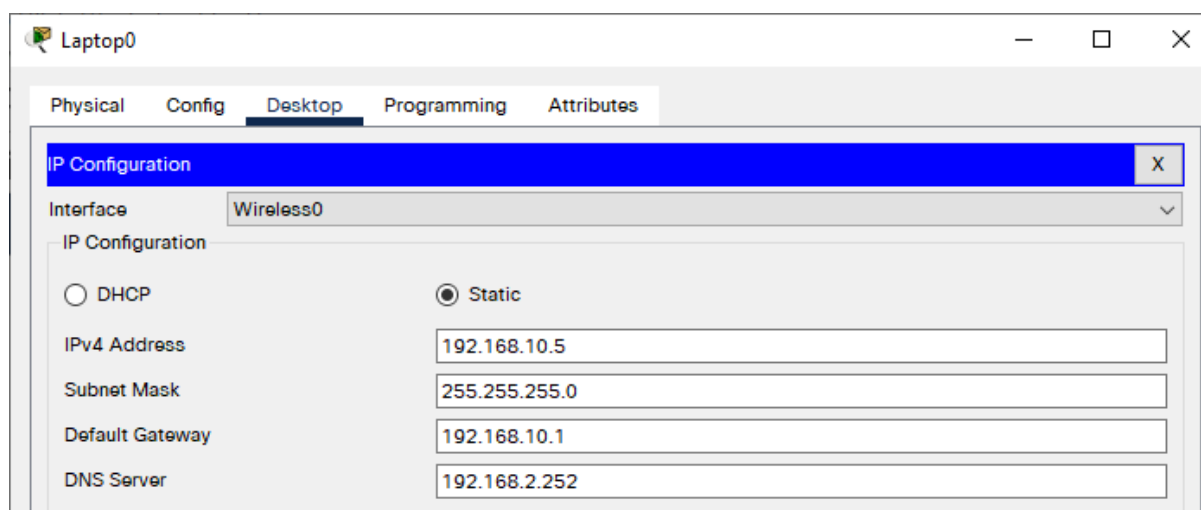 Laptop0
Physical Config Desktop Programming Attributes
IP Configuration X
Interface Wireless0
IP Configuration
DHCP Static
IPv4 Address 192.168.10.5
Subnet Mask 255.255.255.0
Default Gateway 192.168.10.1
DNS Server 192.168.2.252